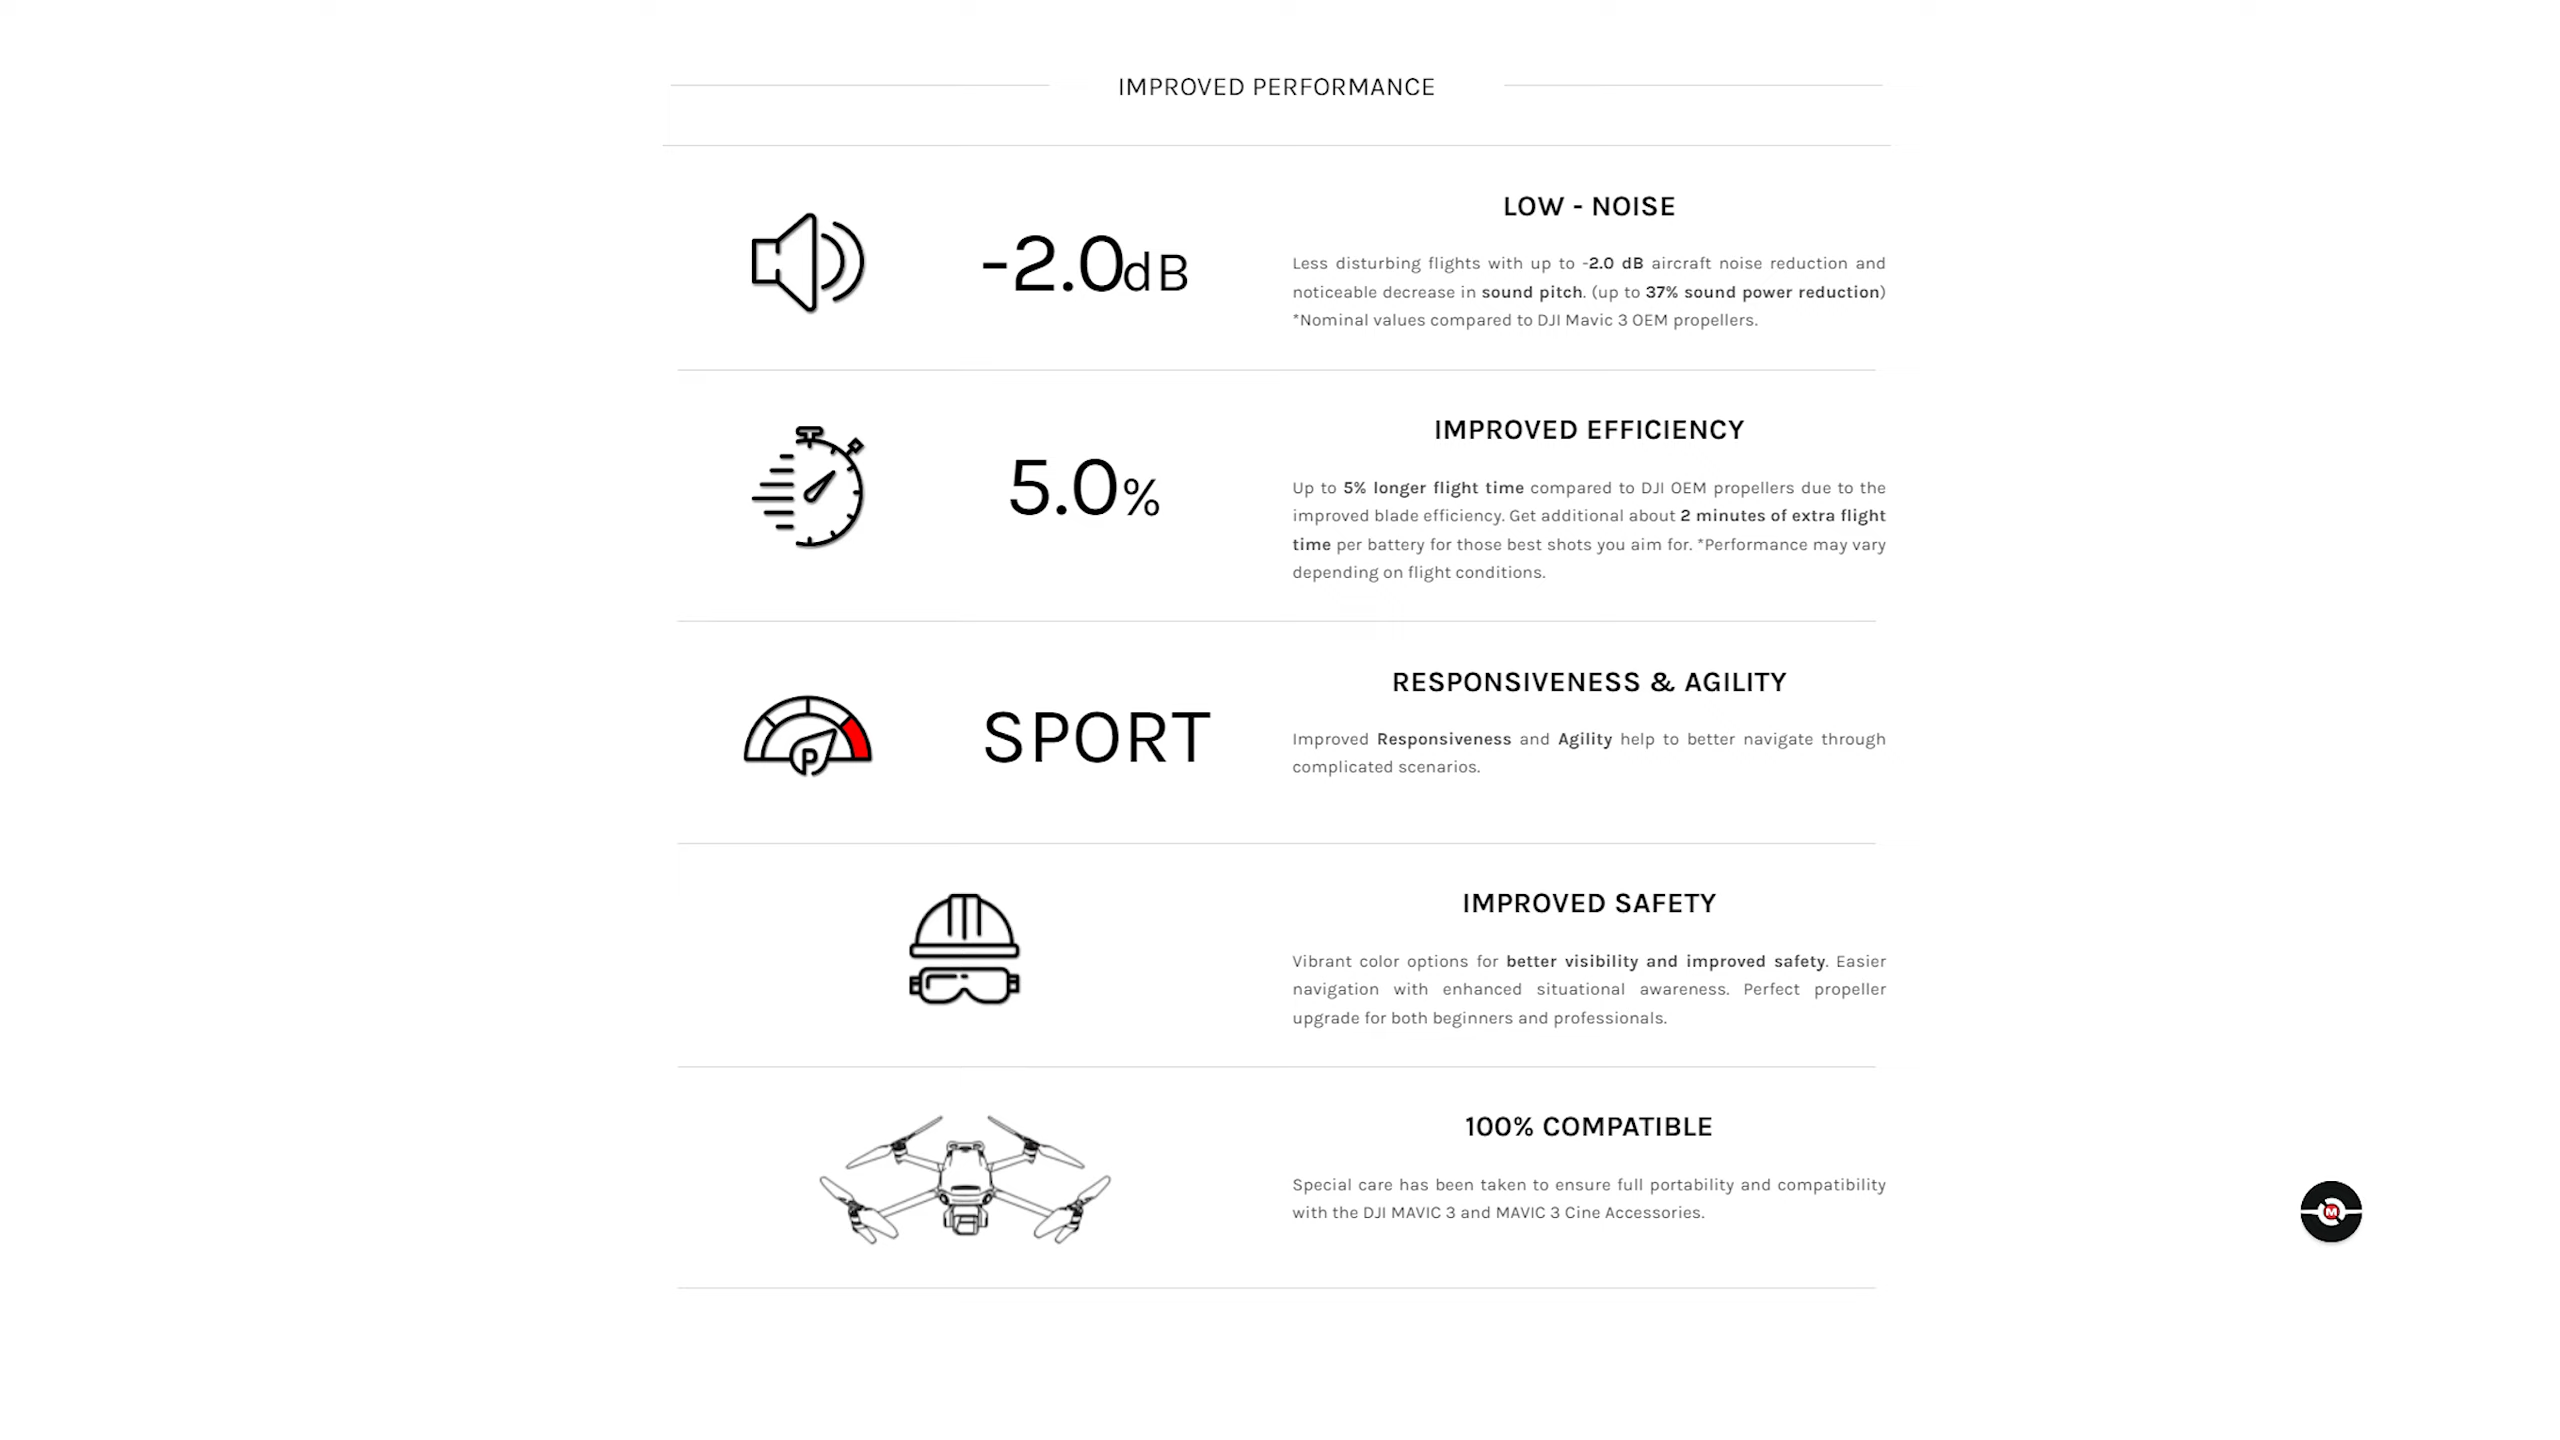 IMPROVED PERFORMANCE
-2.0dB
LOW - NOISE
Less disturbing flights with up to -2.0 dB aircraft noise reduction and
noticeable decrease in sound pitch. (up to 37% sound power reduction)
*Nominal values compared to DJI Mavic 3 OEM propellers.
5.0%
IMPROVED EFFICIENCY
Up to 5% longer flight time compared to DJI OEM propellers due to the
improved blade efficiency. Get additional about 2 minutes of extra flight
time per battery for those best shots you aim for. *Performance may vary
depending on flight conditions.
P
SPORT
RESPONSIVENESS & AGILITY
Improved Responsiveness and Agility help to better navigate through
complicated scenarios.
IMPROVED SAFETY
Vibrant color options for better visibility and improved safety. Easier
navigation with enhanced situational awareness. Perfect propeller
upgrade for both beginners and professionals.
100% COMPATIBLE
Special care has been taken to ensure full portability and compatibility
with the DJI MAVIC 3 and MAVIC 3 Cine Accessories.
M